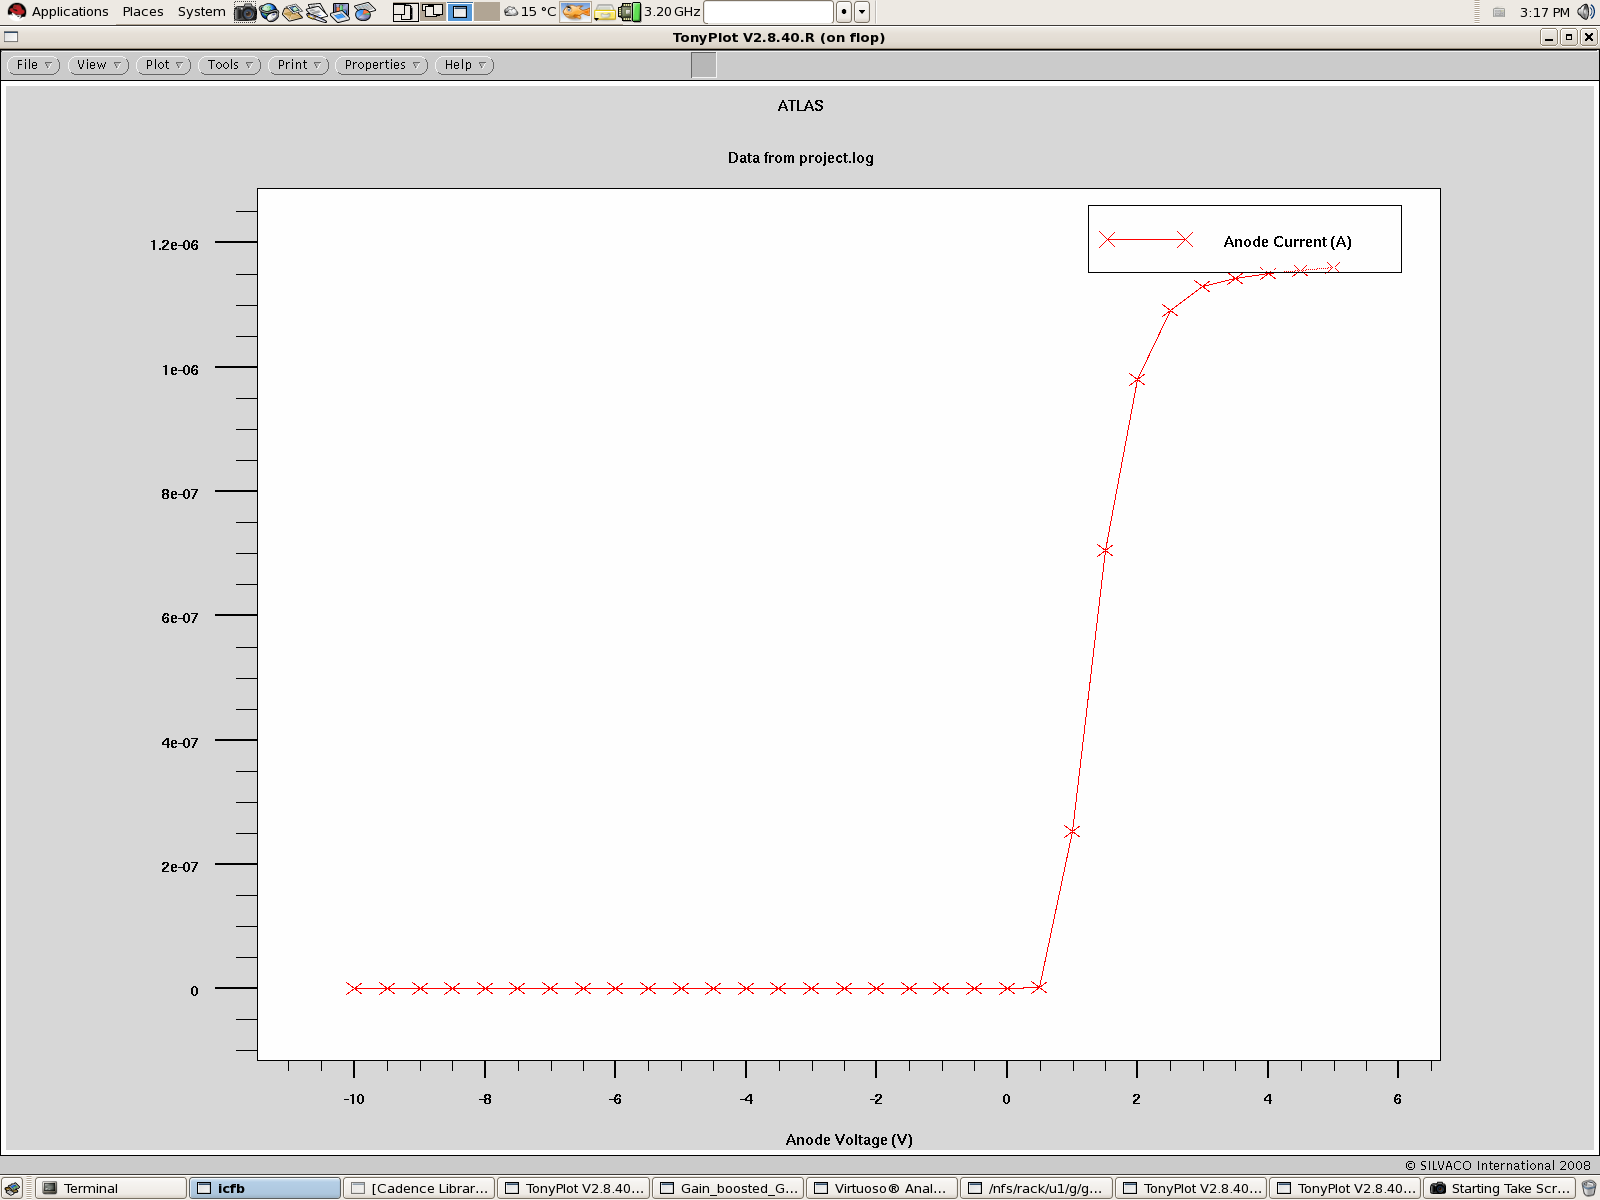 Applications Places System 15 °C 3.20 GHz 3:17 PM
TonyPlot V2.8.40.R (on flop)
File View Plot Tools Print Properties Help
ATLAS
Data from project.log
Anode Current (A)
1.2e-06
1e-06
8e-07
6e-07
4e-07
2e-07
0
-10 -8 -6 -4 -2 0 2 4 6
Anode Voltage (V)
© SILVACO International 2008
Terminal icfb [Cadence Librar... TonyPlot V2.8.40... Gain_boosted_G... Virtuoso® Anal... /nfs/rack/u1/g/g... TonyPlot V2.8.40... TonyPlot V2.8.40... Starting Take Scr...